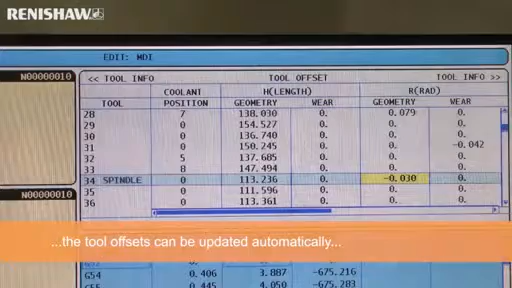 RENISHAW
EDIT: MDI
N00000010
<< TOOL INFO TOOL OFFSET TOOL INFO >>
COOLANT H(LENGTH) R(RAD)
TOOL POSITION GEOMETRY WEAR GEOMETRY WEAR
28 7 138.030 0. 0.079 0.
29 0 154.527 0. 0. 0.
30 0 136.740 0. 0. 0.
31 0 150.245 0. 0. -0.042
32 5 137.685 0. 0. 0.
33 8 147.494 0. 0. 0.
34 SPINDLE 0 113.236 0. -0.030 0.
35 0 111.596 0. 0. 0.
36 0 113.361 0. 0. 0.
N00000010
...the tool offsets can be updated automatically...
G54 0.406 3.887 -675.216
0.445 4.050 -675.283